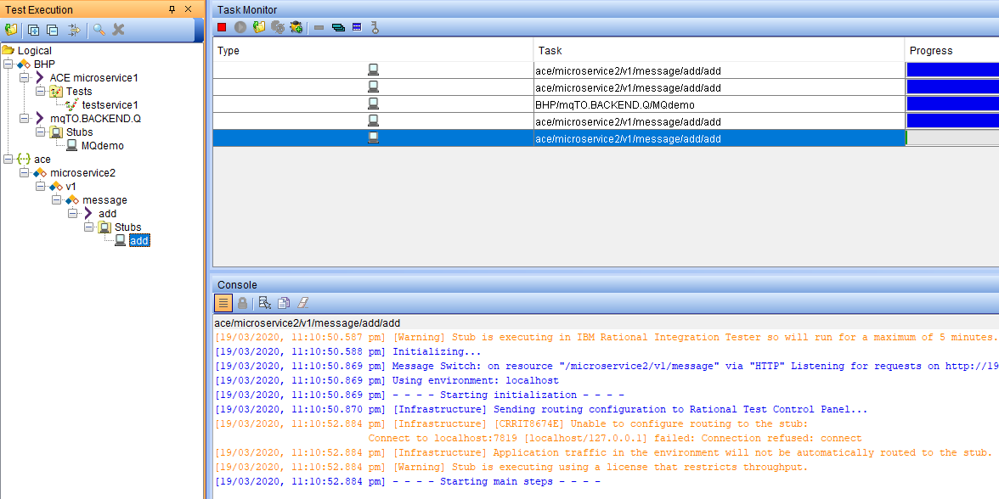 Test Execution
Logical
BHP
ACE microservice1
Tests
testservice1
mqTO.BACKEND.Q
Stubs
MQdemo
ace
microservice2
v1
message
add
Stubs
add
Task Monitor
Type Task Progress
ace/microservice2/v1/message/add/add
ace/microservice2/v1/message/add/add
BHP/mqTO.BACKEND.Q/MQdemo
ace/microservice2/v1/message/add/add
ace/microservice2/v1/message/add/add
Console
ace/microservice2/v1/message/add/add
[19/03/2020, 11:10:50.587 pm] [Warning] Stub is executing in IBM Rational Integration Tester so will run for a maximum of 5 minutes.
[19/03/2020, 11:10:50.588 pm] Initializing...
[19/03/2020, 11:10:50.869 pm] Message Switch: on resource "/microservice2/v1/message" via "HTTP" Listening for requests on http://19
[19/03/2020, 11:10:50.869 pm] Using environment: localhost
[19/03/2020, 11:10:50.869 pm] - - - - Starting initialization - - - -
[19/03/2020, 11:10:50.870 pm] [Infrastructure] Sending routing configuration to Rational Test Control Panel...
[19/03/2020, 11:10:52.884 pm] [Infrastructure] [CRRIT8674E] Unable to configure routing to the stub:
Connect to localhost:7819 [localhost/127.0.0.1] failed: Connection refused: connect
[19/03/2020, 11:10:52.884 pm] [Infrastructure] Application traffic in the environment will not be automatically routed to the stub.
[19/03/2020, 11:10:52.884 pm] [Warning] Stub is executing using a license that restricts throughput.
[19/03/2020, 11:10:52.884 pm] - - - - Starting main steps - - - -